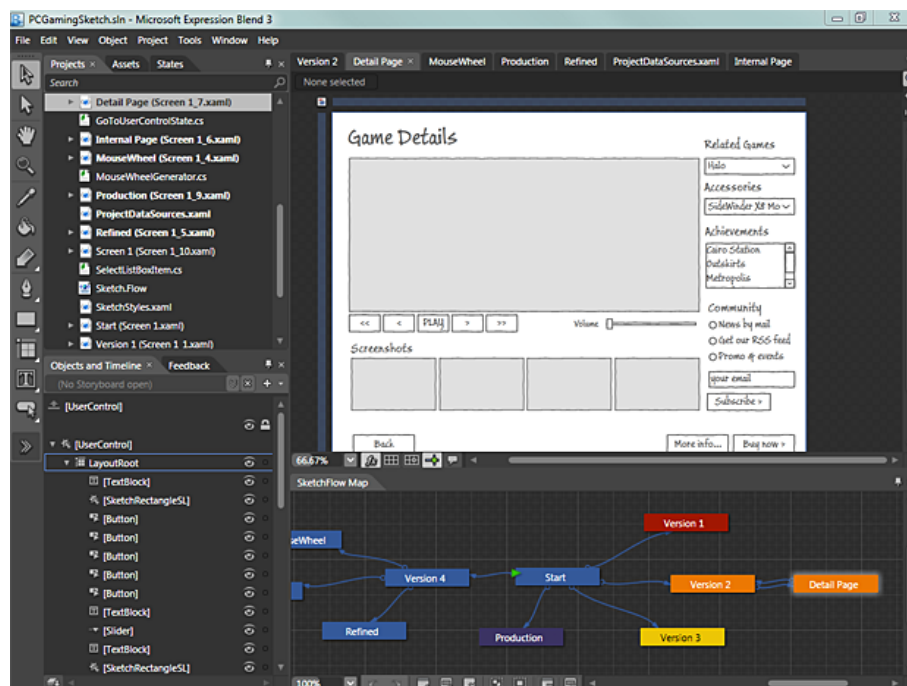 PCGamingSketch.sln - Microsoft Expression Blend 3
File Edit View Object Project Tools Window Help
Projects × Assets States
Search
Detail Page (Screen 1_7.xaml)
GoToUserControlState.cs
Internal Page (Screen 1_6.xaml)
MouseWheel (Screen 1_4.xaml)
MouseWheelGenerator.cs
Production (Screen 1_9.xaml)
ProjectDataSources.xaml
Refined (Screen 1_5.xaml)
Screen 1 (Screen 1_10.xaml)
SelectListBoxItem.cs
Sketch.Flow
SketchStyles.xaml
Start (Screen 1.xaml)
Version 1 (Screen 1_1.xaml)
Objects and Timeline × Feedback
(No Storyboard open)
[UserControl]
[UserControl]
LayoutRoot
[TextBlock]
[SketchRectangleSL]
[Button]
[Button]
[Button]
[Button]
[Button]
[TextBlock]
[Slider]
[TextBlock]
[SketchRectangleSL]
Version 2 Detail Page × MouseWheel Production Refined ProjectDataSources.xaml Internal Page
None selected
Game Details
Related Games
Halo
Accessories
SideWinder X8 Mo
Achievements
Cairo Station
Outskirts
Metropolis
<< < PLAY > >> Volume
Community
News by mail
Get our RSS feed
Promo & events
your email
Subscribe >
Screenshots
Back More info... Buy now >
66.67%
SketchFlow Map
Version 1
seWheel
Version 4 Start Version 2 Detail Page
Refined Production Version 3
100%